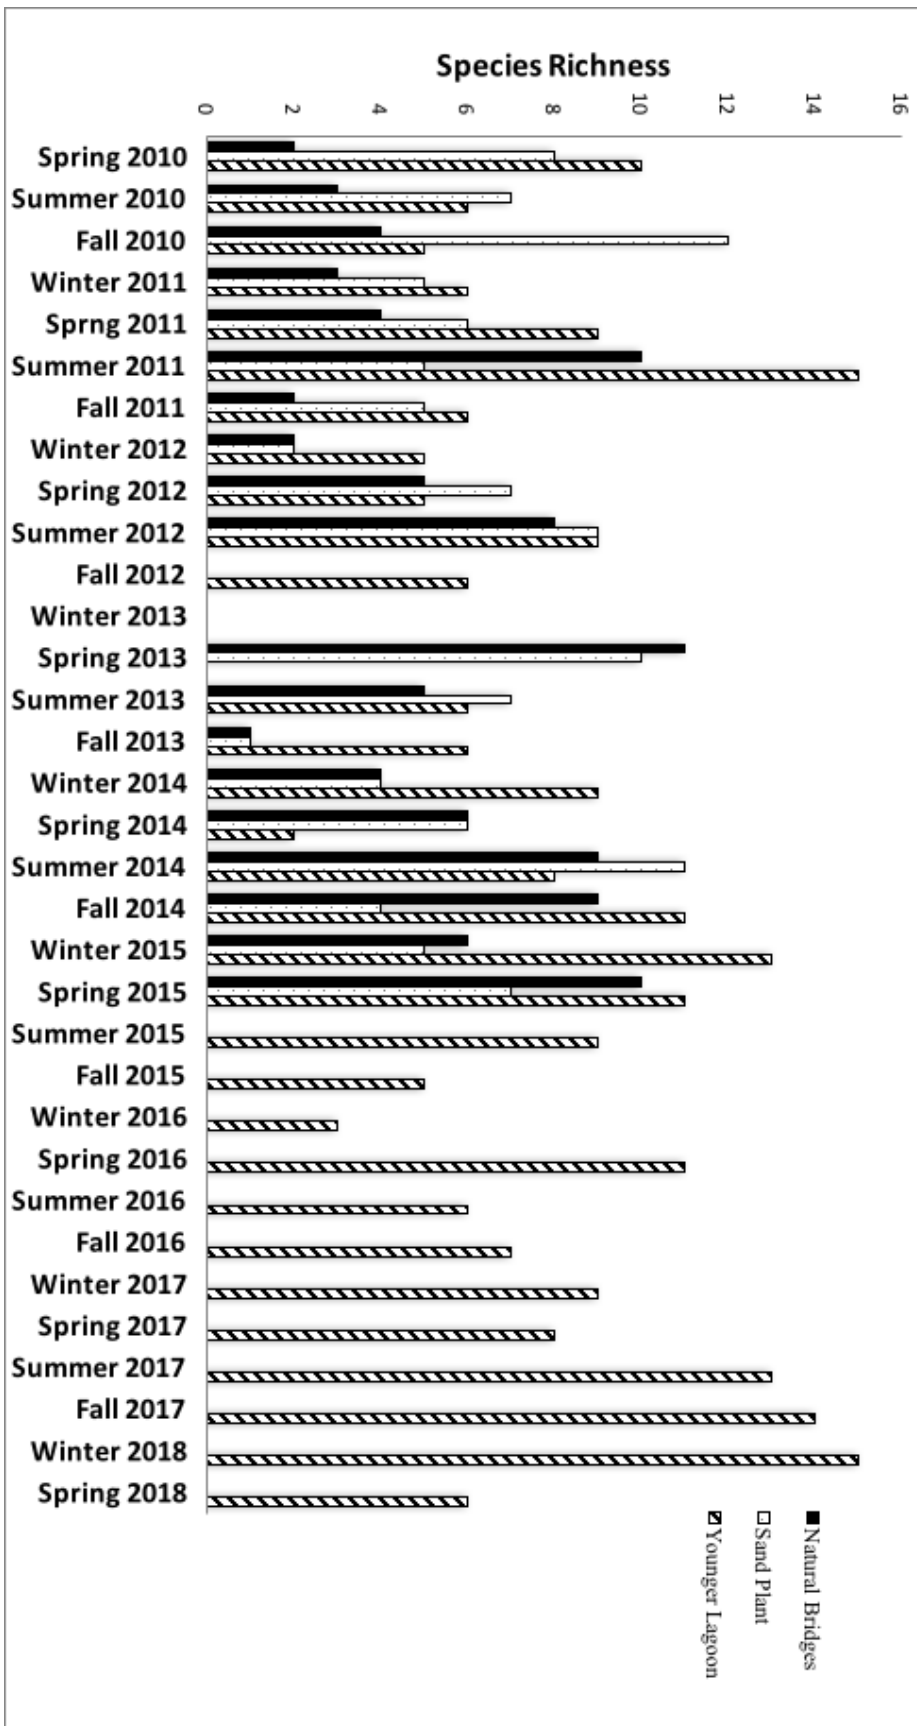 Species Richness
0
2
4
6
8
10
12
14
16
Spring 2010
Summer 2010
Fall 2010
Winter 2011
Sprng 2011
Summer 2011
Fall 2011
Winter 2012
Spring 2012
Summer 2012
Fall 2012
Winter 2013
Spring 2013
Summer 2013
Fall 2013
Winter 2014
Spring 2014
Summer 2014
Fall 2014
Winter 2015
Spring 2015
Summer 2015
Fall 2015
Winter 2016
Spring 2016
Summer 2016
Fall 2016
Winter 2017
Spring 2017
Summer 2017
Fall 2017
Winter 2018
Spring 2018
Natural Bridges
Sand Plant
Younger Lagoon